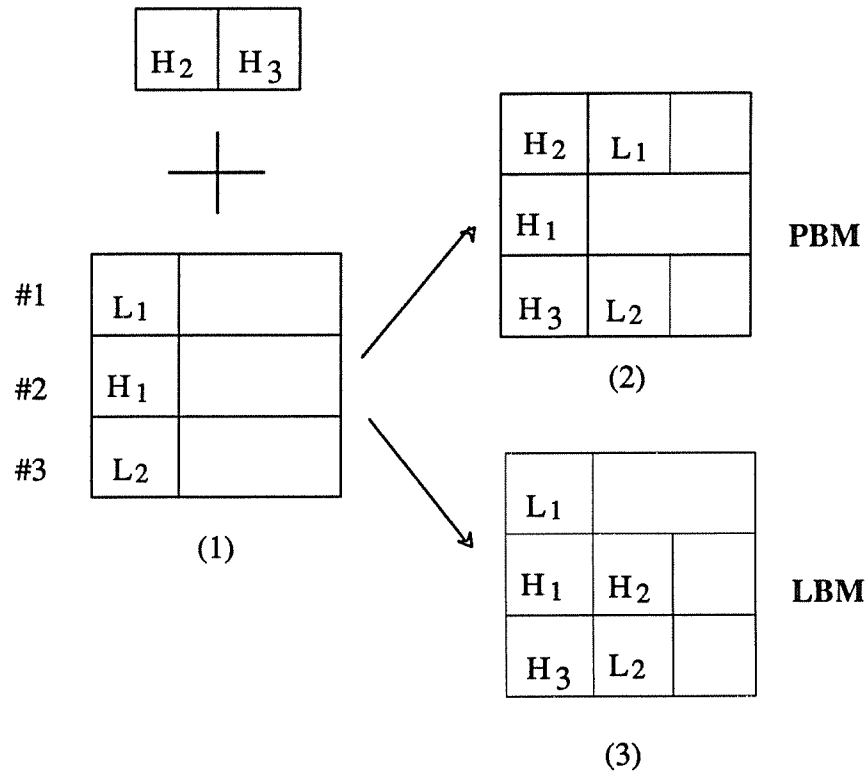 H2 H3
#1 L1
#2 H1
#3 L2
(1)
H2 L1
H1
H3 L2
PBM
(2)
L1
H1 H2
H3 L2
LBM
(3)